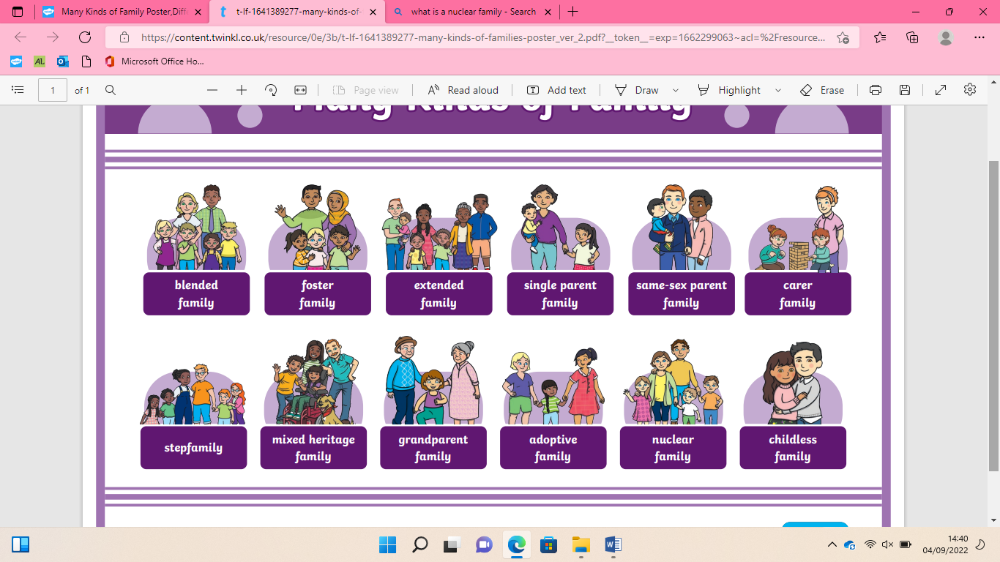 Many Kinds of Family Poster,Diff
t-lf-1641389277-many-kinds-of-
what is a nuclear family - Search
https://content.twinkl.co.uk/resource/0e/3b/t-lf-1641389277-many-kinds-of-families-poster_ver_2.pdf?__token__=exp=1662299063~acl=%2Fresource...
AL
Microsoft Office Ho...
1 of 1
Page view
Read aloud
Add text
Draw
Highlight
Erase
Many Kinds of Family
blended
family
foster
family
extended
family
single parent
family
same-sex parent
family
carer
family
stepfamily
mixed heritage
family
grandparent
family
adoptive
family
nuclear
family
childless
family
14:40
04/09/2022